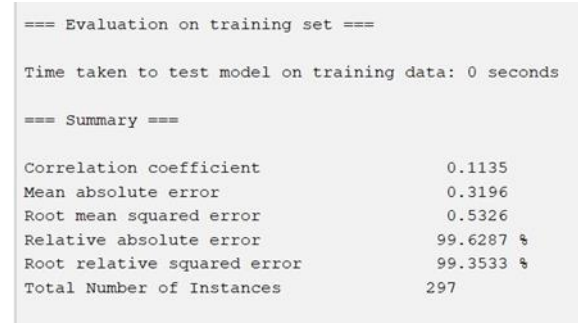 === Evaluation on training set ===
Time taken to test model on training data: 0 seconds
=== Summary ===
Correlation coefficient 0.1135
Mean absolute error 0.3196
Root mean squared error 0.5326
Relative absolute error 99.6287 %
Root relative squared error 99.3533 %
Total Number of Instances 297